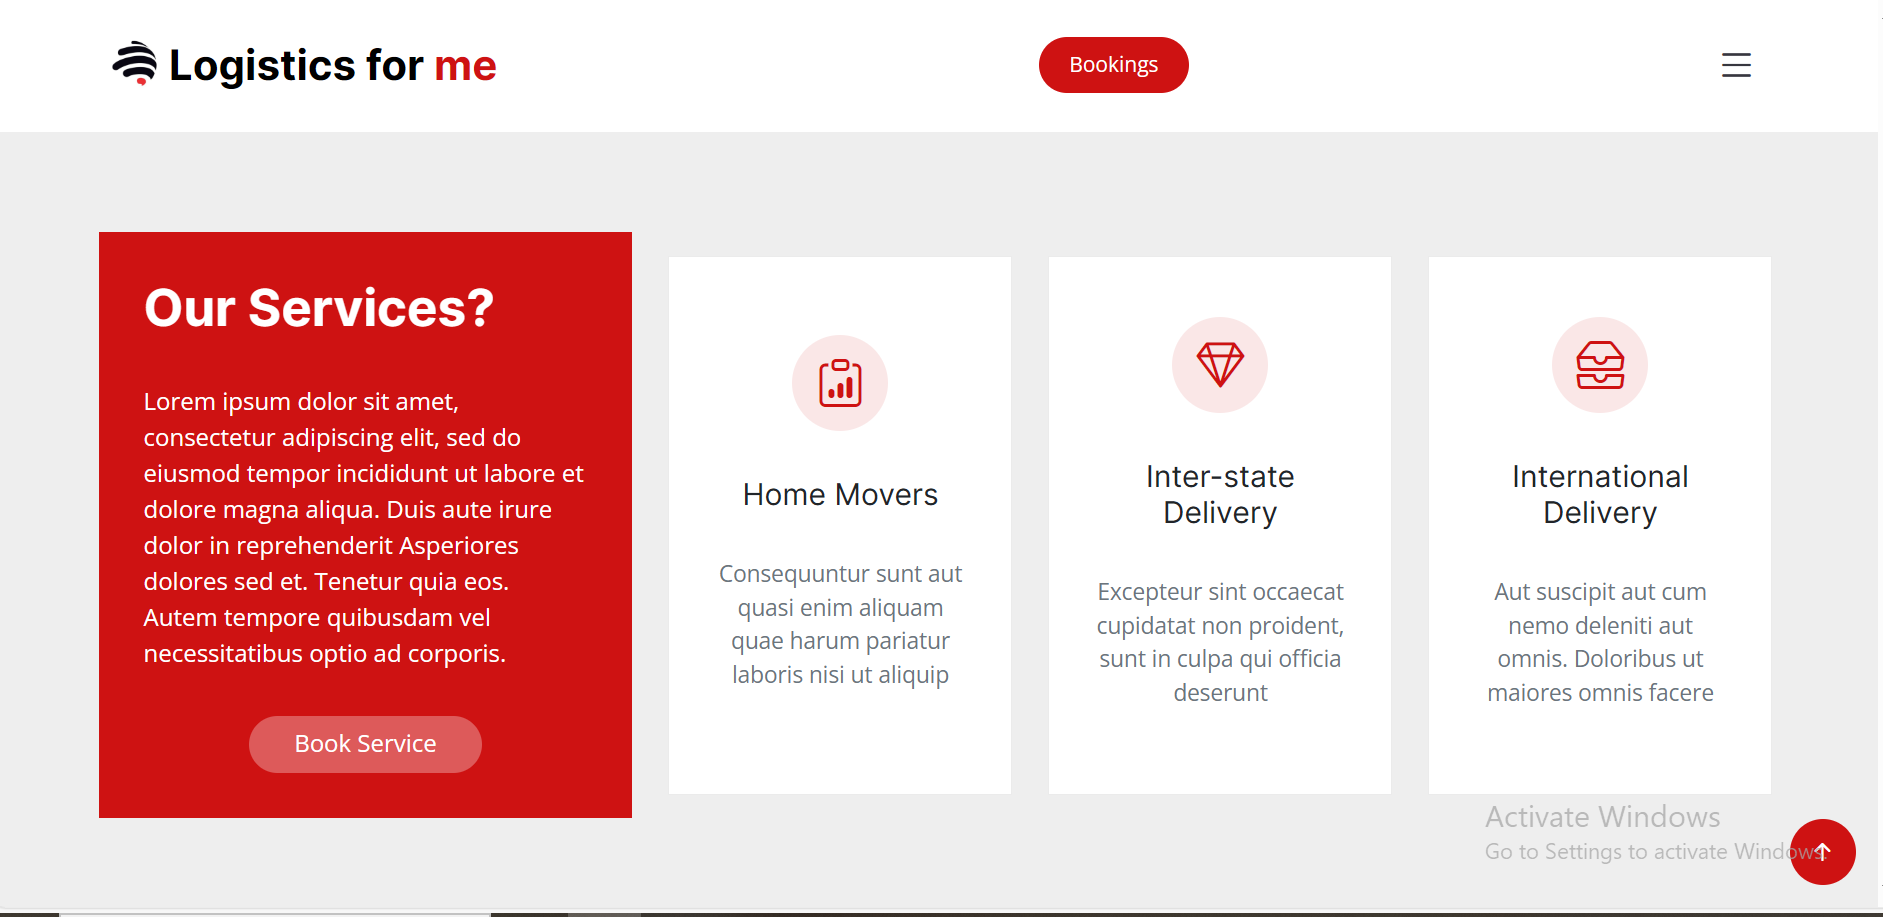 Logistics for me
Bookings
Our Services?
Lorem ipsum dolor sit amet,
consectetur adipiscing elit, sed do
eiusmod tempor incididunt ut labore et
dolore magna aliqua. Duis aute irure
dolor in reprehenderit Asperiores
dolores sed et. Tenetur quia eos.
Autem tempore quibusdam vel
necessitatibus optio ad corporis.
Book Service
Home Movers
Consequuntur sunt aut
quasi enim aliquam
quae harum pariatur
laboris nisi ut aliquip
Inter-state
Delivery
Excepteur sint occaecat
cupidatat non proident,
sunt in culpa qui officia
deserunt
International
Delivery
Aut suscipit aut cum
nemo deleniti aut
omnis. Doloribus ut
maiores omnis facere
Activate Windows
Go to Settings to activate Windows.